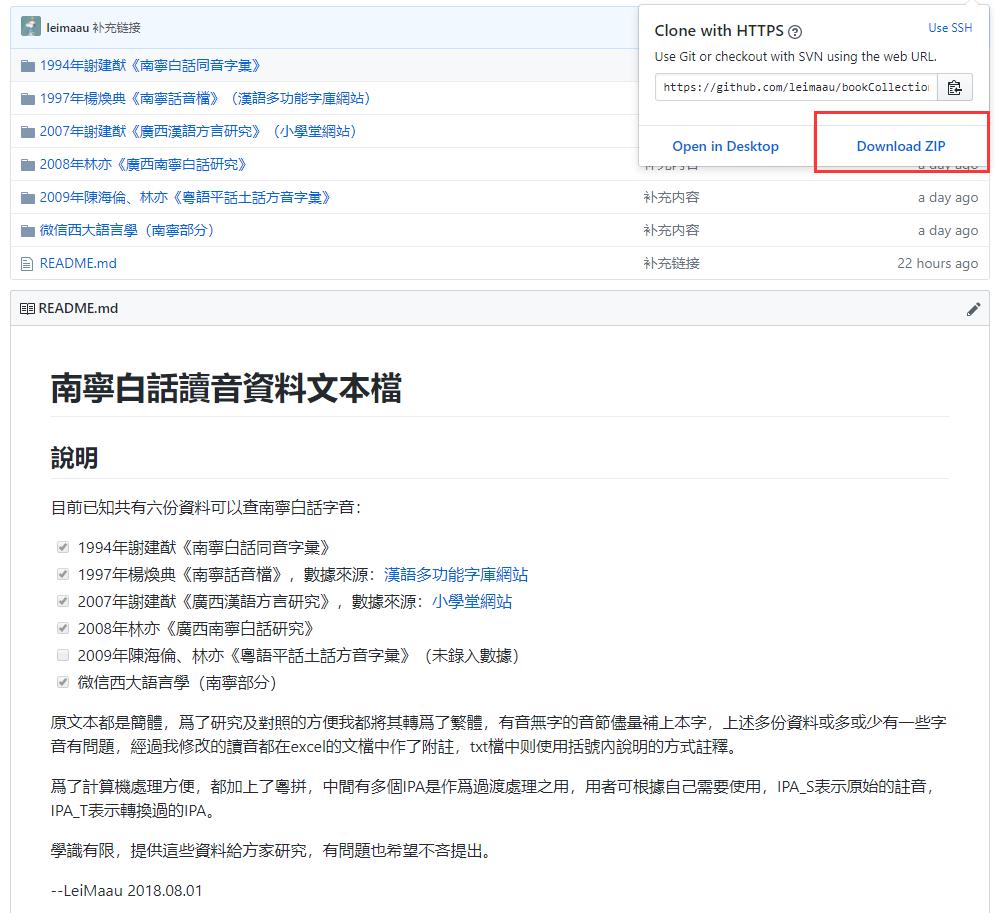 leimaau 补充链接
Clone with HTTPS
Use SSH
Use Git or checkout with SVN using the web URL.
https://github.com/leimaau/bookCollection
Open in Desktop
Download ZIP
1994年謝建猷《南寧白話同音字彙》
1997年楊煥典《南寧話音檔》（漢語多功能字庫網站）
2007年謝建猷《廣西漢語方言研究》（小學堂網站）
2008年林亦《廣西南寧白話研究》 补充内容 a day ago
2009年陳海倫、林亦《粵語平話土話方音字彙》 补充内容 a day ago
微信西大語言學（南寧部分） 补充内容 a day ago
README.md 补充链接 22 hours ago
README.md
南寧白話讀音資料文本檔
說明
目前已知共有六份資料可以查南寧白話字音：
1994年謝建猷《南寧白話同音字彙》
1997年楊煥典《南寧話音檔》，數據來源：漢語多功能字庫網站
2007年謝建猷《廣西漢語方言研究》，數據來源：小學堂網站
2008年林亦《廣西南寧白話研究》
2009年陳海倫、林亦《粵語平話土話方音字彙》（未錄入數據）
微信西大語言學（南寧部分）
原文本都是簡體，爲了研究及對照的方便我都將其轉爲了繁體，有音無字的音節儘量補上本字，上述多份資料或多或少有一些字
音有問題，經過我修改的讀音都在excel的文檔中作了附註，txt檔中则使用括號內說明的方式註釋。
爲了計算機處理方便，都加上了粵拼，中間有多個IPA是作爲過渡處理之用，用者可根據自己需要使用，IPA_S表示原始的註音，
IPA_T表示轉換過的IPA。
學識有限，提供這些資料給方家研究，有問題也希望不吝提出。
--LeiMaau 2018.08.01